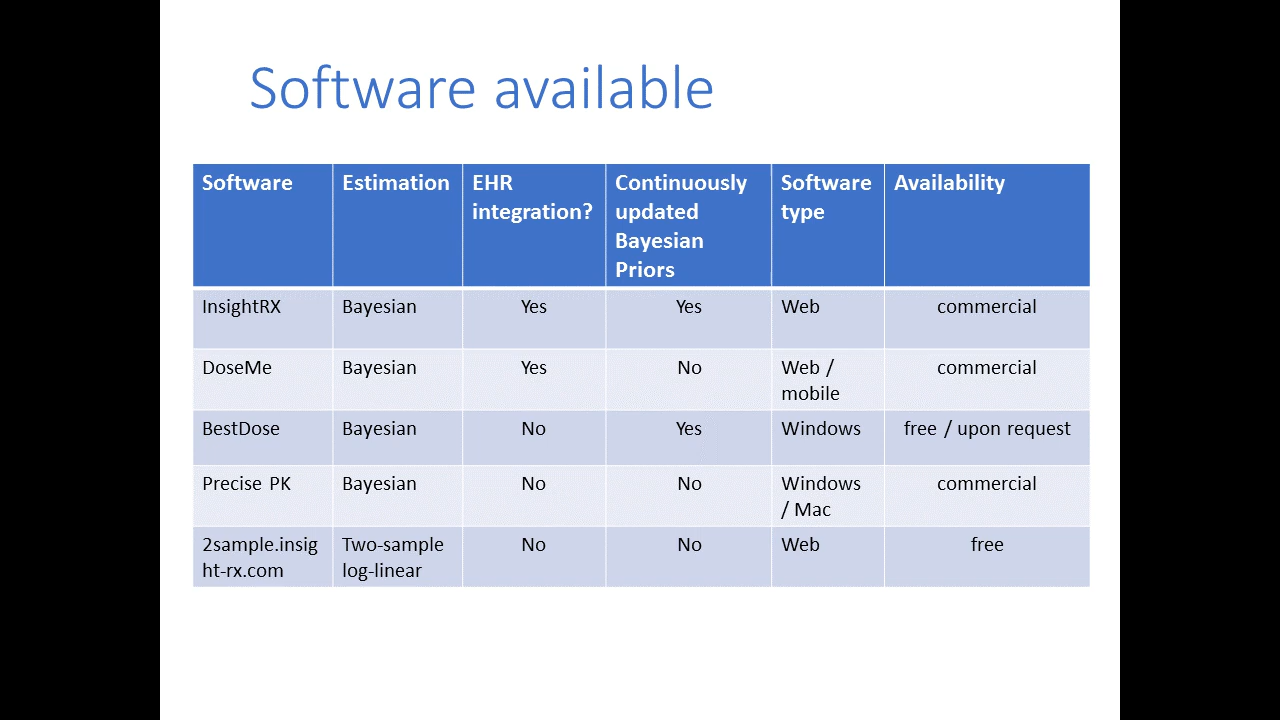 Software available
Software Estimation EHR integration? Continuously updated Bayesian Priors Software type Availability
InsightRX Bayesian Yes Yes Web commercial
DoseMe Bayesian Yes No Web / mobile commercial
BestDose Bayesian No Yes Windows free / upon request
Precise PK Bayesian No No Windows / Mac commercial
2sample.insight-rx.com Two-sample log-linear No No Web free